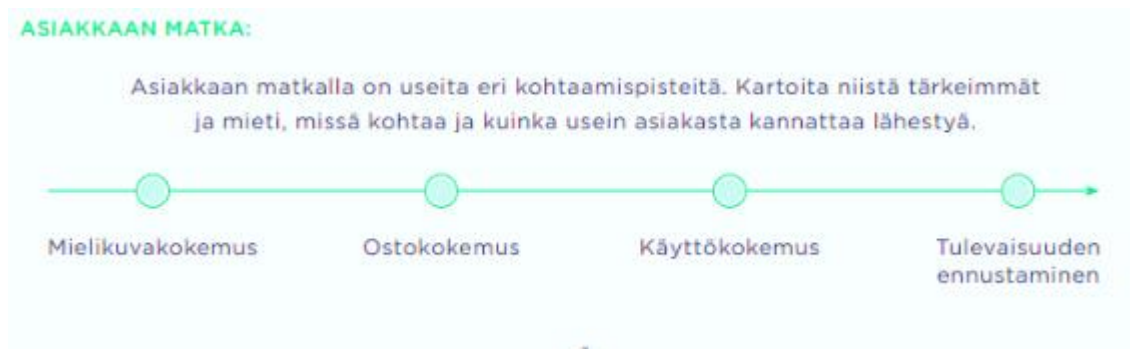 ASIAKKAAN MATKA:
Asiakkaan matkalla on useita eri kohtaamispisteitä. Kartoita niistä tärkeimmät
ja mieti, missä kohtaa ja kuinka usein asiakasta kannattaa lähestyä.
Mielikuvakokemus
Ostokokemus
Käyttökokemus
Tulevaisuuden
ennustaminen